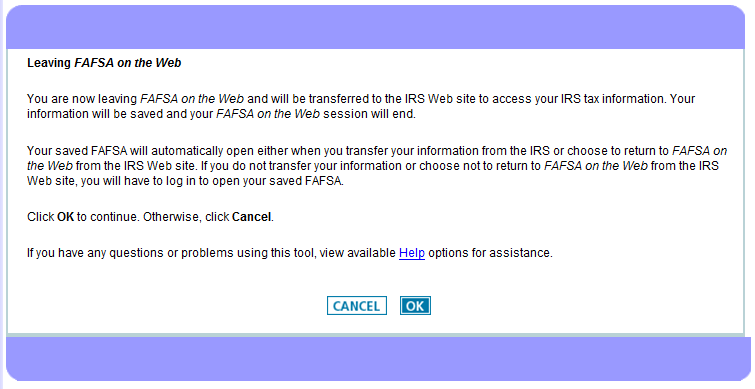 Leaving FAFSA on the Web
You are now leaving FAFSA on the Web and will be transferred to the IRS Web site to access your IRS tax information. Your
information will be saved and your FAFSA on the Web session will end.
Your saved FAFSA will automatically open either when you transfer your information from the IRS or choose to return to FAFSA on
the Web from the IRS Web site. If you do not transfer your information or choose not to return to FAFSA on the Web from the IRS
Web site, you will have to log in to open your saved FAFSA.
Click OK to continue. Otherwise, click Cancel.
If you have any questions or problems using this tool, view available Help options for assistance.
CANCEL OK